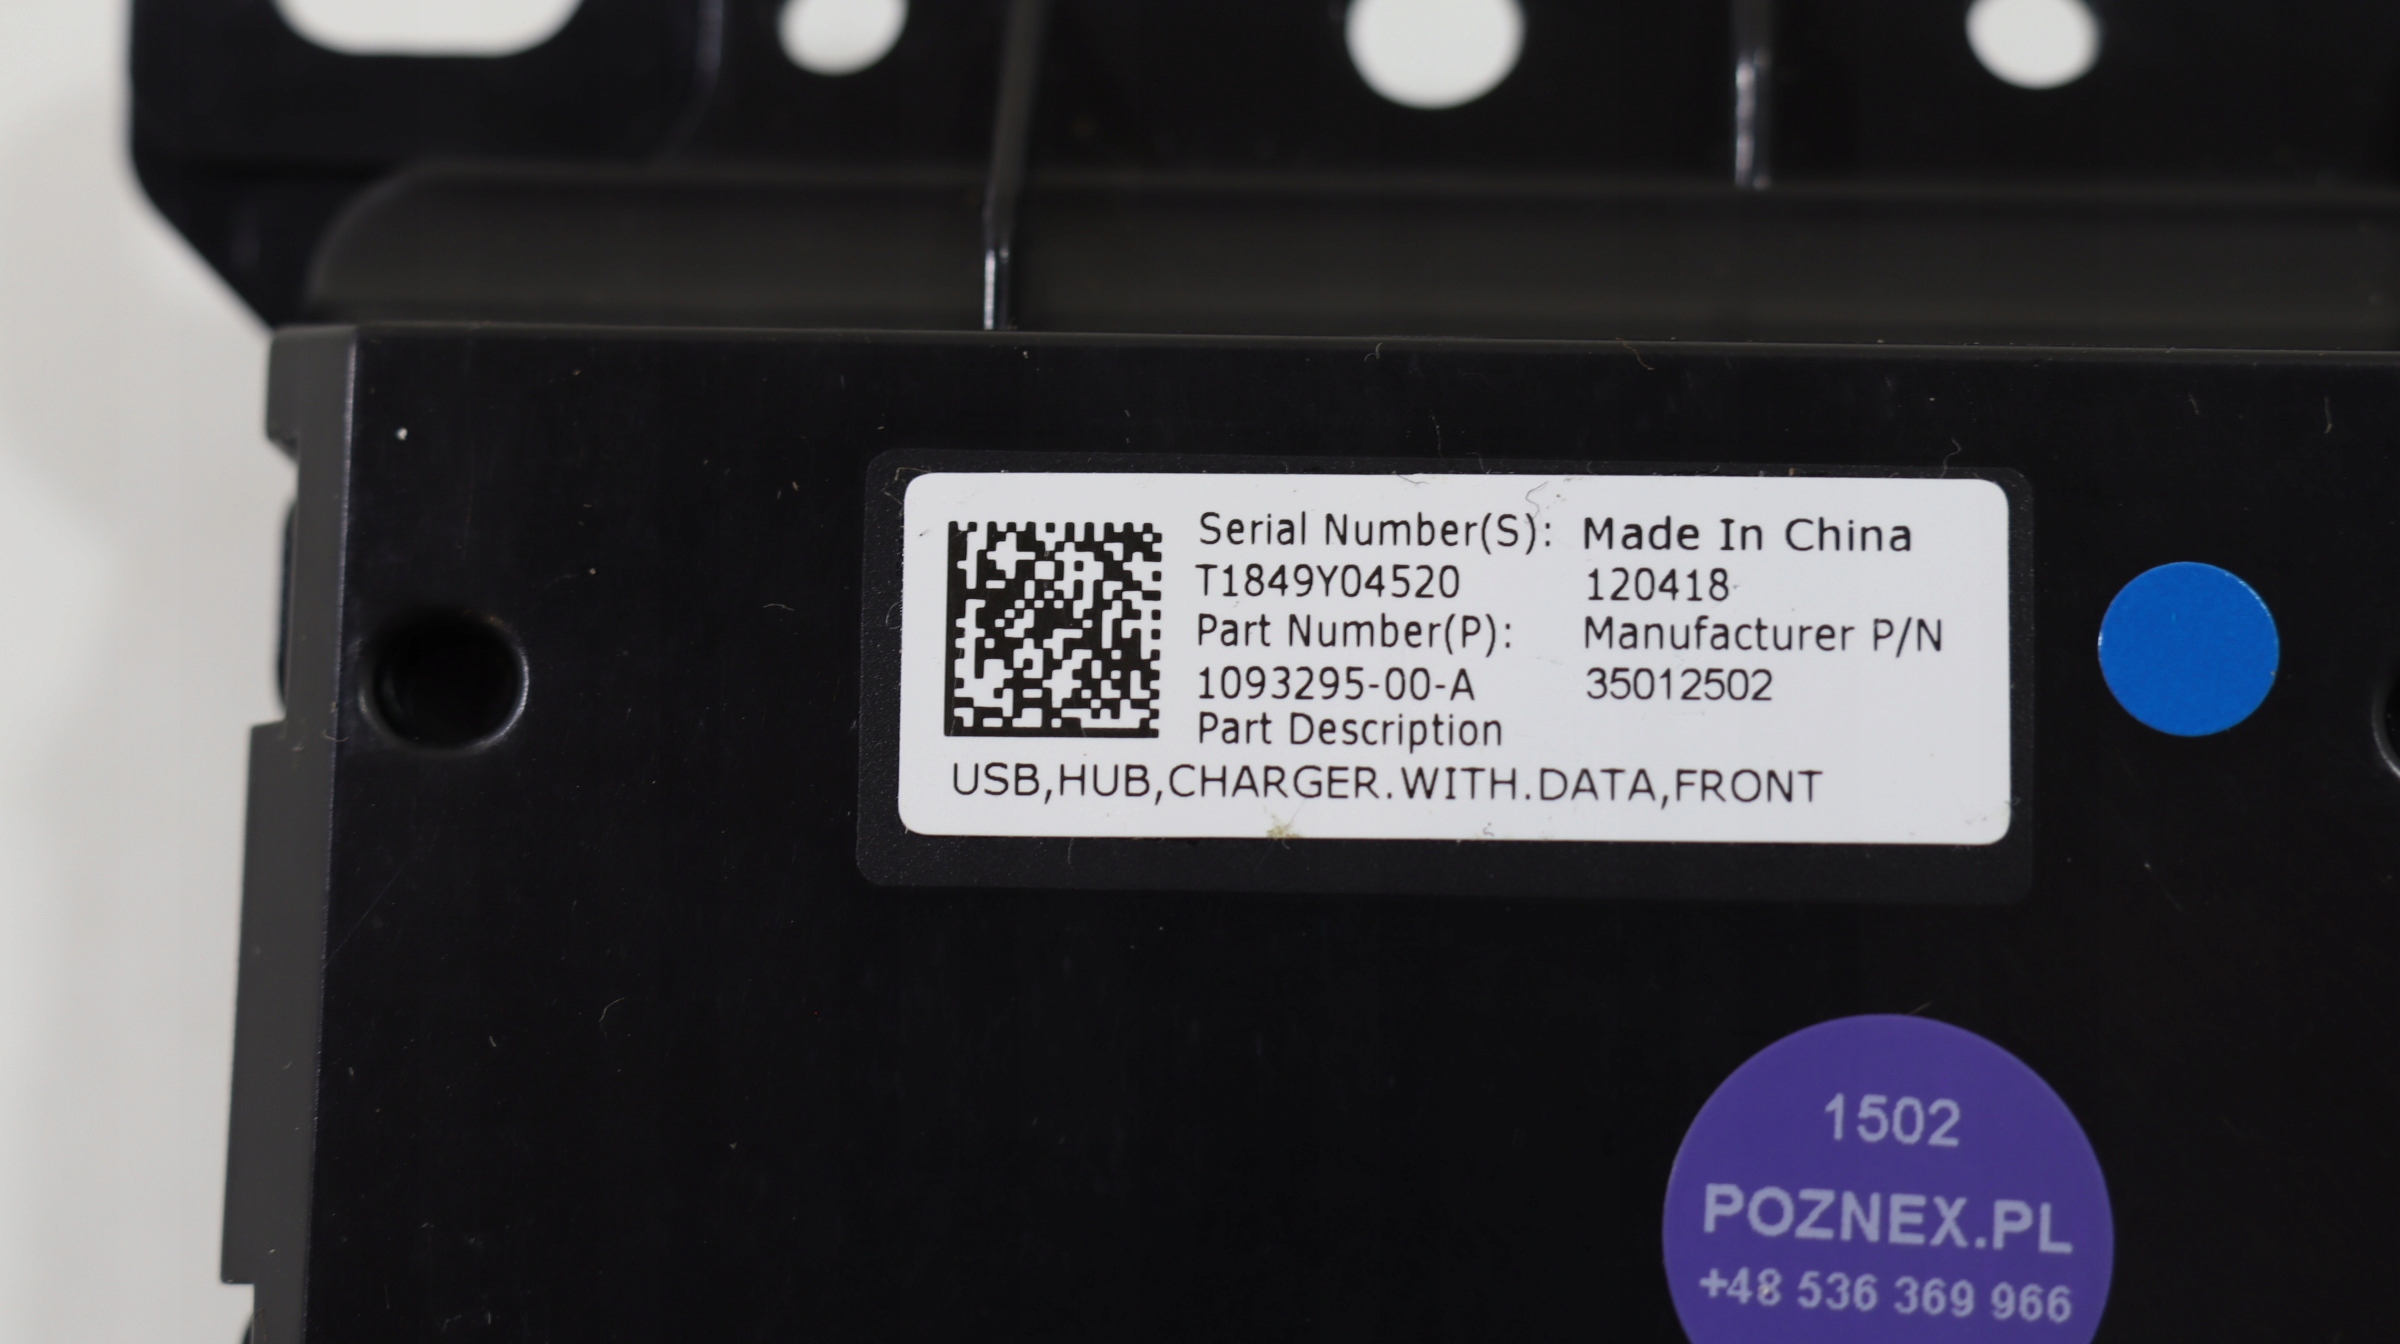 Serial Number(S): Made In China
T1849Y04520 120418
Part Number(P): Manufacturer P/N
1093295-00-A 35012502
Part Description
USB,HUB,CHARGER.WITH.DATA,FRONT
1502
POZNEX.PL
+48 536 369 966